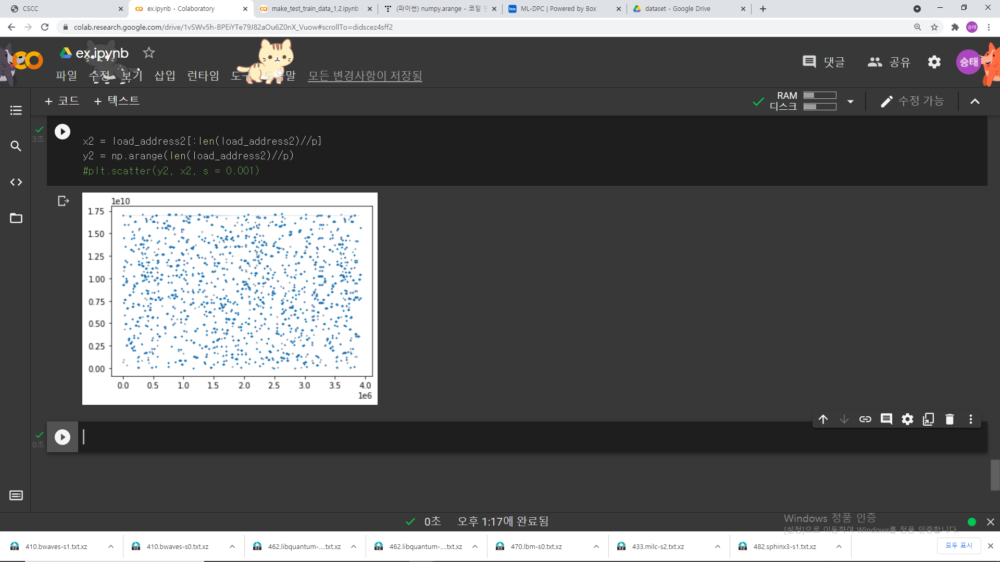 CSCC
ex.ipynb - Colaboratory
make_test_train_data_1,2.ipynb
(파이썬) numpy.arange - 코딩
ML-DPC | Powered by Box
dataset - Google Drive
colab.research.google.com/drive/1vSWv5h-BPEiYTe79J82aOu6Z0nX_Vuow#scrollTo=didscez4sff2
승태
ex.ipynb
댓글
공유
승태
파일 수정 보기 삽입 런타임 모든 변경사항이 저장됨
+ 코드 + 텍스트
RAM
디스크
수정 가능
3초
x2 = load_address2[:len(load_address2)//p]
y2 = np.arange(len(load_address2)//p)
#plt.scatter(y2, x2, s = 0.001)
1e10
1.75
1.50
1.25
1.00
0.75
0.50
0.25
0.00
0.0 0.5 1.0 1.5 2.0 2.5 3.0 3.5 4.0
1e6
0초
0초 오후 1:17에 완료됨
Windows 정품 인증
[설정]으로 이동하여 Windows를 정품 인증합니다.
410.bwaves-s1.txt.xz
410.bwaves-s0.txt.xz
462.libquantum-....txt.xz
462.libquantum-....txt.xz
470.lbm-s0.txt.xz
433.milc-s2.txt.xz
482.sphinx3-s1.txt.xz
모두 표시